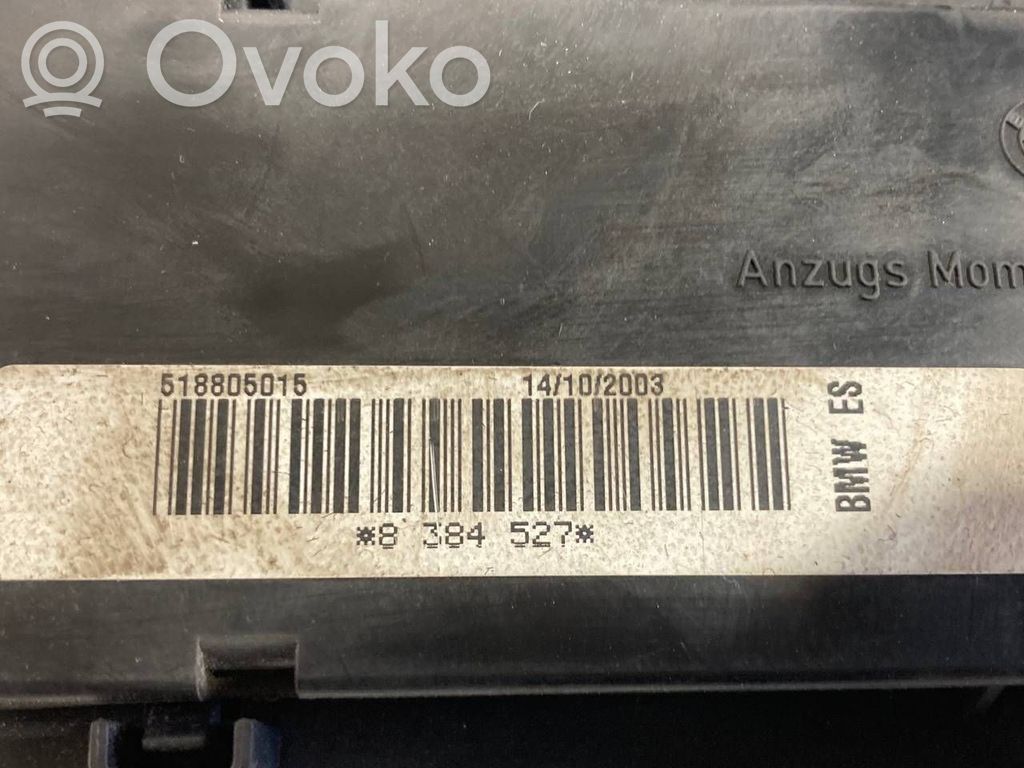 Ovoko
Anzugs Mom
518805015 14/10/2003
BMW ES
*8 384 527*